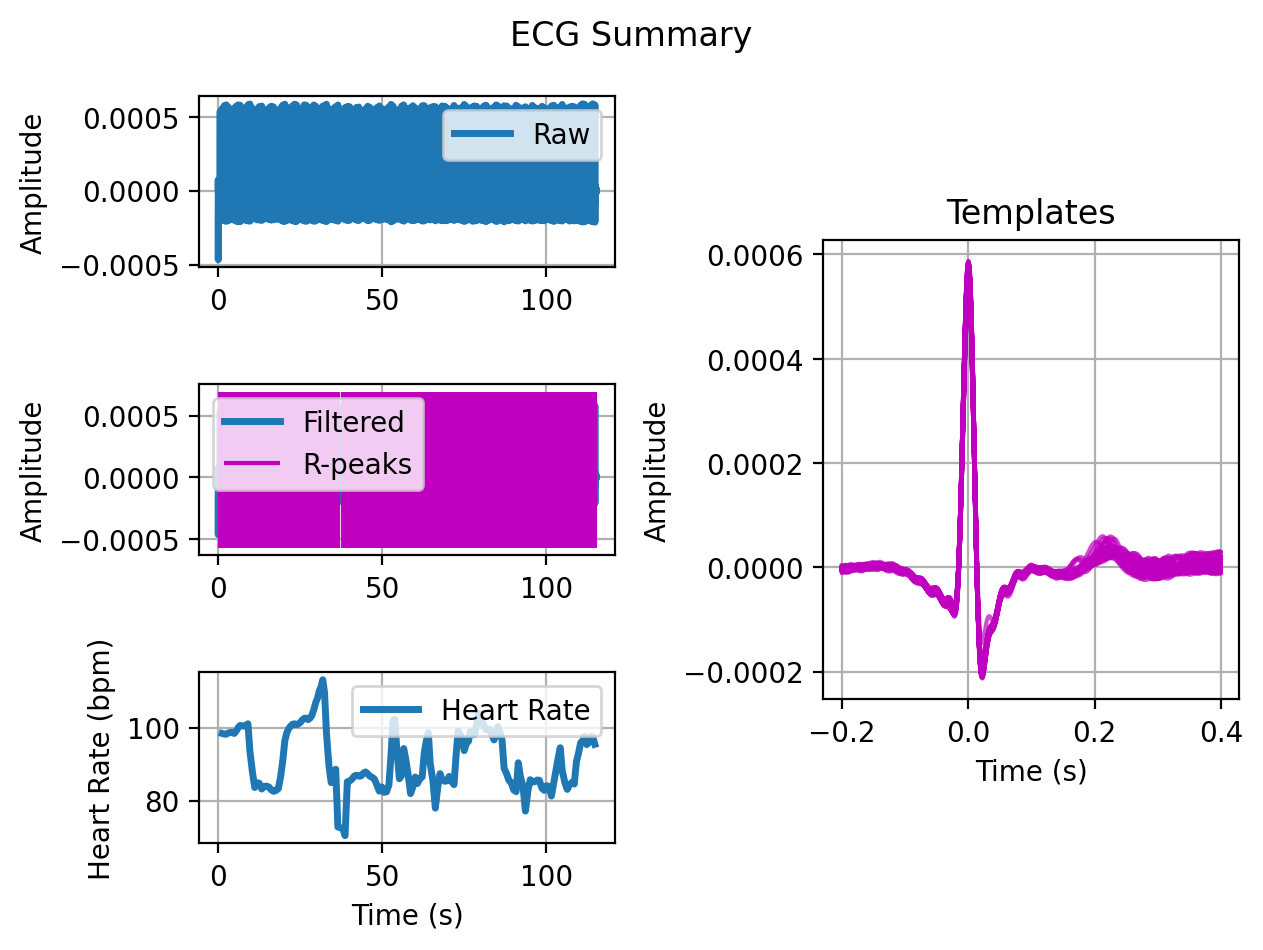 ECG Summary
Amplitude
0.0005
0.0000
−0.0005
Raw
0
50
100
Amplitude
0.0005
0.0000
−0.0005
Filtered
R-peaks
0
50
100
Heart Rate (bpm)
100
80
Heart Rate
0
50
100
Time (s)
Templates
Amplitude
0.0006
0.0004
0.0002
0.0000
−0.0002
−0.2
0.0
0.2
0.4
Time (s)